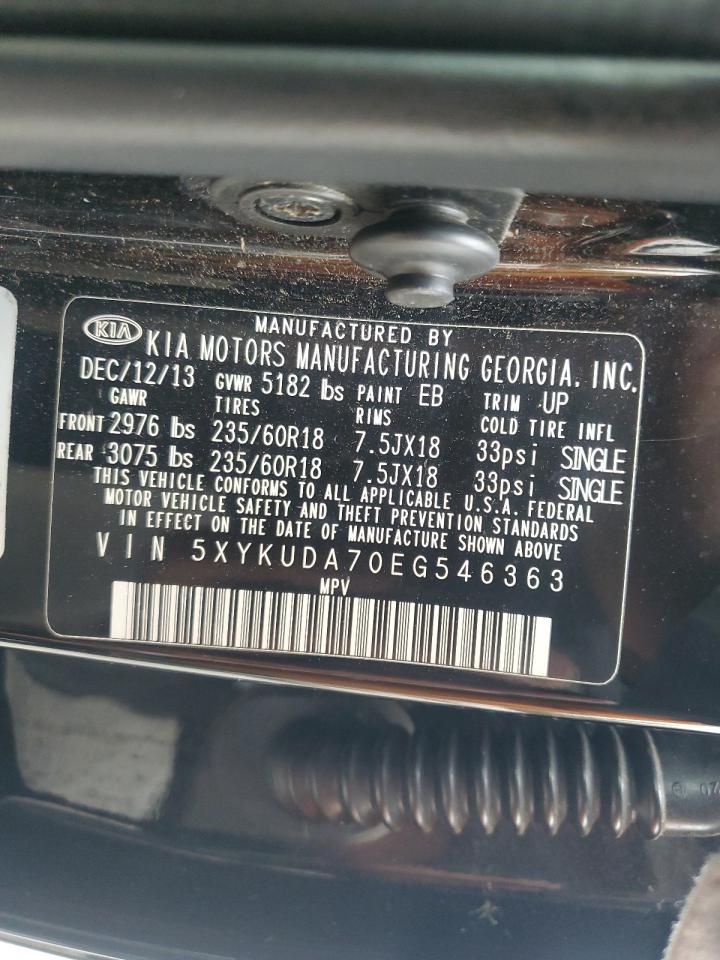 KIA
MANUFACTURED BY
KIA MOTORS MANUFACTURING GEORGIA, INC.
DEC/12/13 GVWR 5182 lbs PAINT EB TRIM UP
GAWR TIRES RIMS COLD TIRE INFL
FRONT 2976 lbs 235/60R18 7.5JX18 33psi SINGLE
REAR 3075 lbs 235/60R18 7.5JX18 33psi SINGLE
THIS VEHICLE CONFORMS TO ALL APPLICABLE U.S.A. FEDERAL
MOTOR VEHICLE SAFETY AND THEFT PREVENTION STANDARDS
IN EFFECT ON THE DATE OF MANUFACTURE SHOWN ABOVE
VIN 5XYKUDA70EG546363
MPV